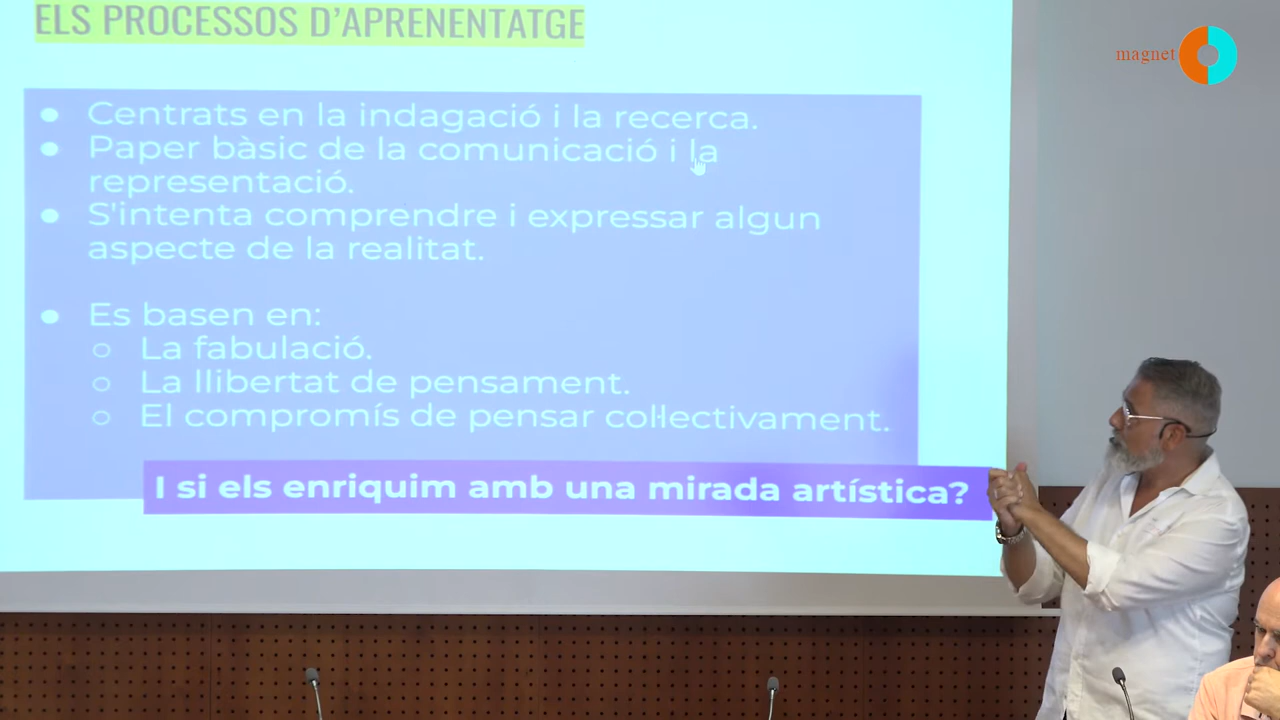 ELS PROCESSOS D'APRENENTATGE
magnet
● Centrats en la indagació i la recerca.
● Paper bàsic de la comunicació i la
representació.
● S'intenta comprendre i expressar algun
aspecte de la realitat.
● Es basen en:
○ La fabulació.
○ La llibertat de pensament.
○ El compromís de pensar col·lectivament.
I si els enriquim amb una mirada artística?